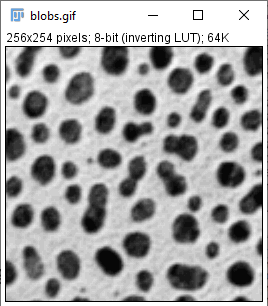 blobs.gif
256x254 pixels; 8-bit (inverting LUT); 64K